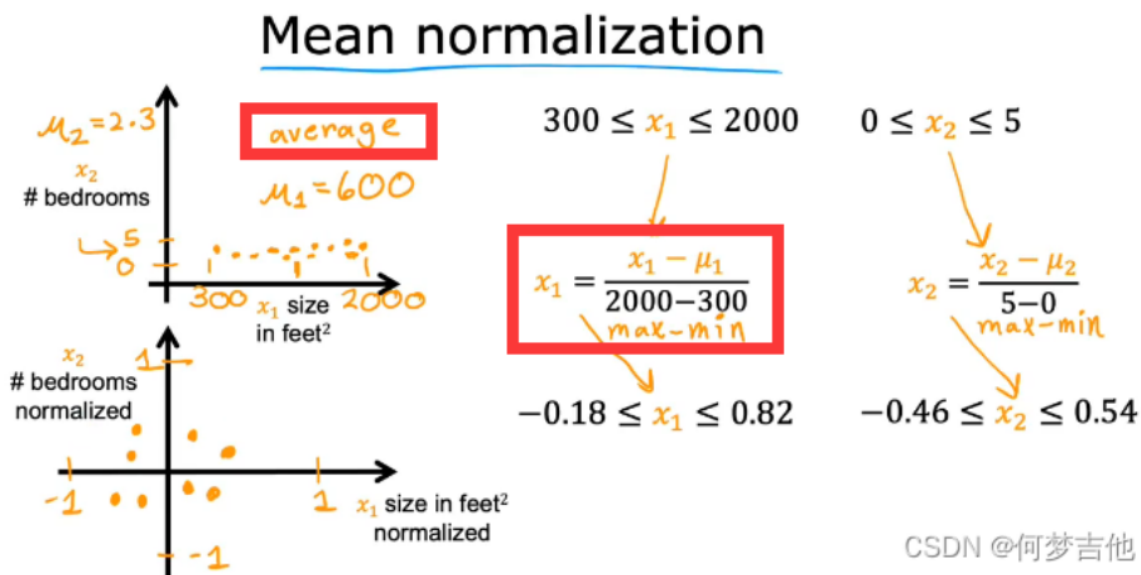 Mean normalization
μ₂=2.3
average
300 ≤ x₁ ≤ 2000
0 ≤ x₂ ≤ 5
x₂
# bedrooms
μ₁=600
5
0
300
x₁ size
in feet²
2000
x₁ = (x₁ − μ₁) / (2000−300)
max-min
x₂ = (x₂ − μ₂) / (5−0)
max-min
x₂
# bedrooms
normalized
1
−0.18 ≤ x₁ ≤ 0.82
−0.46 ≤ x₂ ≤ 0.54
-1
1
x₁ size in feet²
normalized
-1
CSDN @何梦吉他